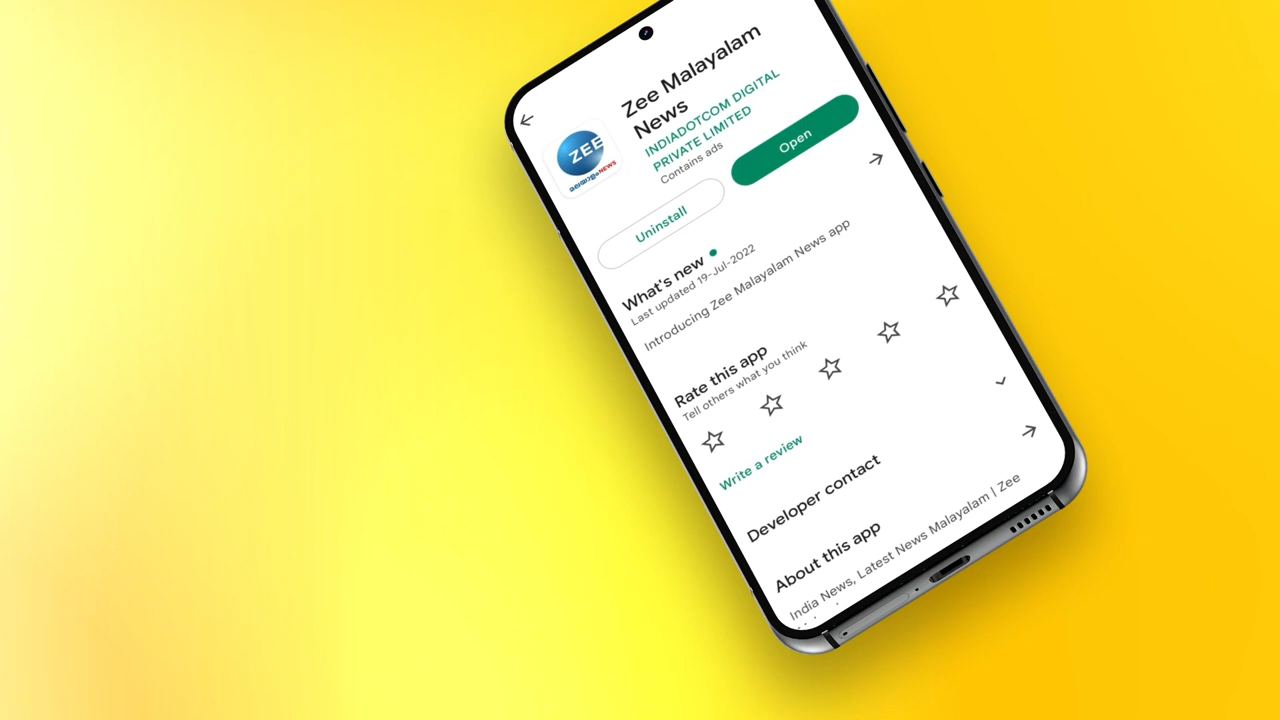 Zee Malayalam
News
INDIADOTCOM DIGITAL
PRIVATE LIMITED
Contains ads
ZEE
മലയാളം NEWS
Uninstall
Open
What's new
Last updated 19-Jul-2022
Introducing Zee Malayalam News app
Rate this app
Tell others what you think
Write a review
Developer contact
About this app
India News, Latest News Malayalam | Zee